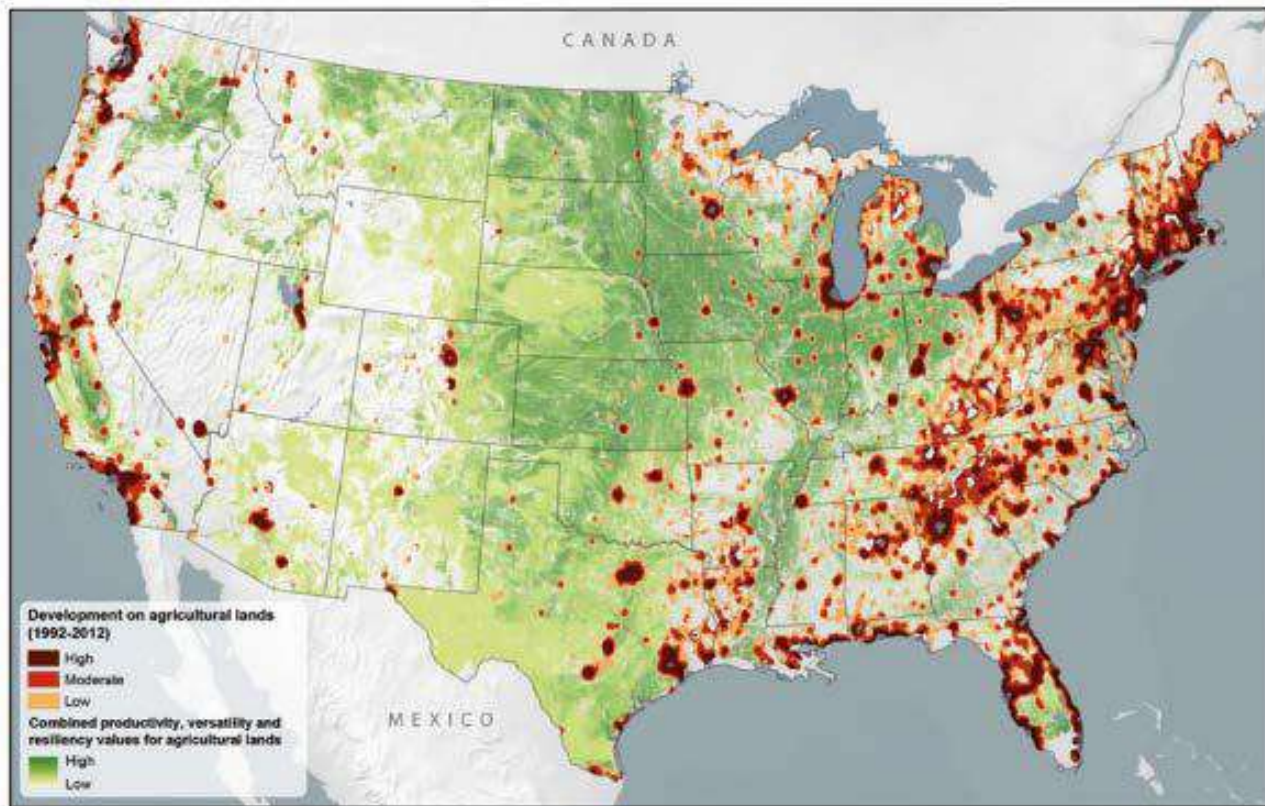 CANADA
MEXICO
Development on agricultural lands
(1992-2012)
High
Moderate
Low
Combined productivity, versatility and
resiliency values for agricultural lands
High
Low